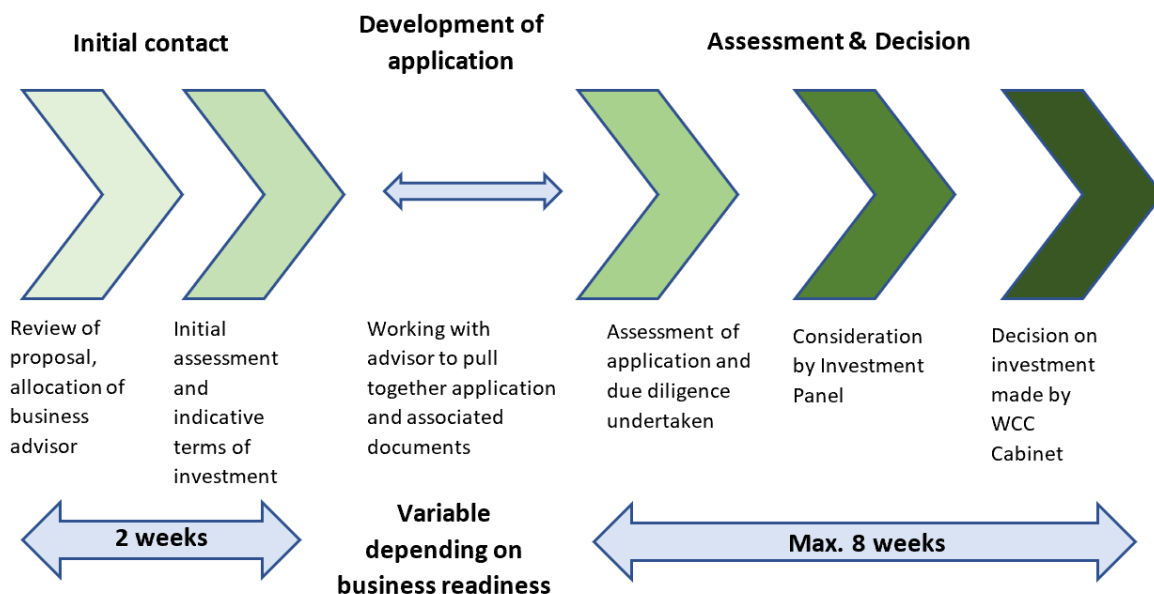 Initial contact
Development of
application
Assessment & Decision
Review of
proposal,
allocation of
business
advisor
Initial
assessment
and
indicative
terms of
investment
Working with
advisor to pull
together application
and associated
documents
Assessment of
application and
due diligence
undertaken
Consideration
by Investment
Panel
Decision on
investment
made by
WCC
Cabinet
2 weeks
Variable
depending on
business readiness
Max. 8 weeks